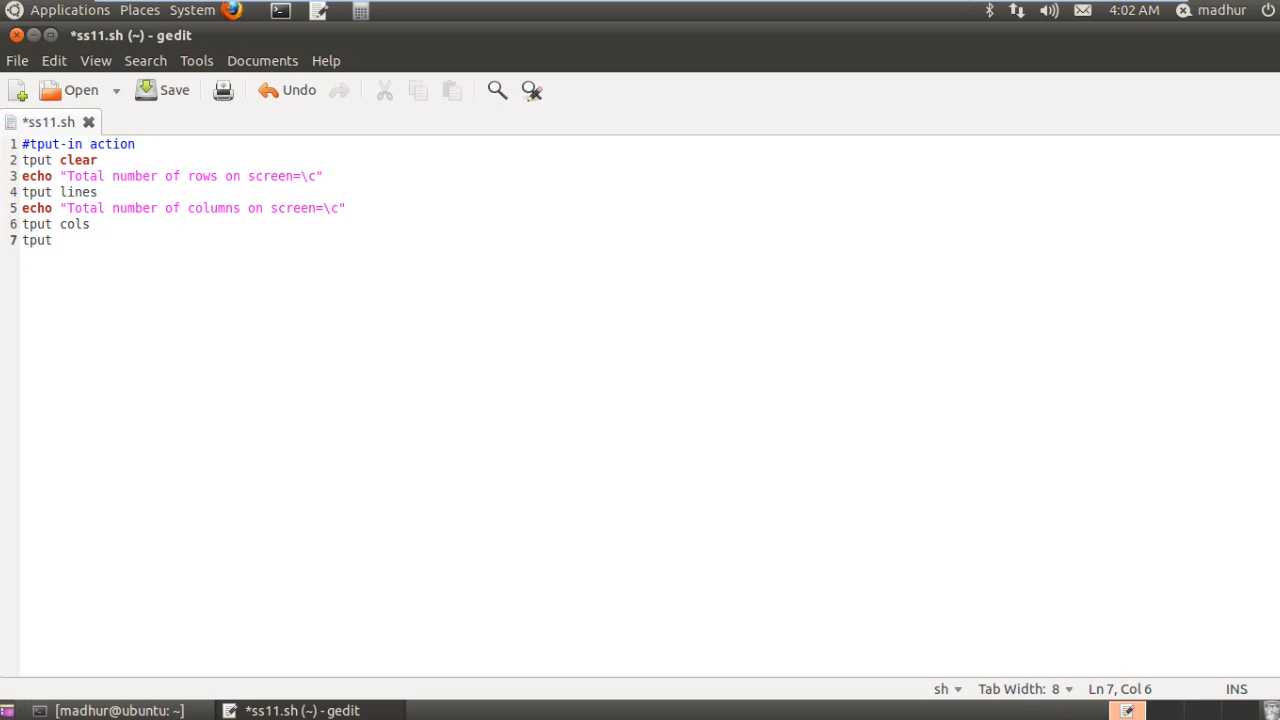 Applications Places System 4:02 AM madhur
*ss11.sh (~) - gedit
File Edit View Search Tools Documents Help
Open Save Undo
*ss11.sh
1 #tput-in action
2 tput clear
3 echo "Total number of rows on screen=\c"
4 tput lines
5 echo "Total number of columns on screen=\c"
6 tput cols
7 tput
sh Tab Width: 8 Ln 7, Col 6 INS
[madhur@ubuntu: ~] *ss11.sh (~) - gedit